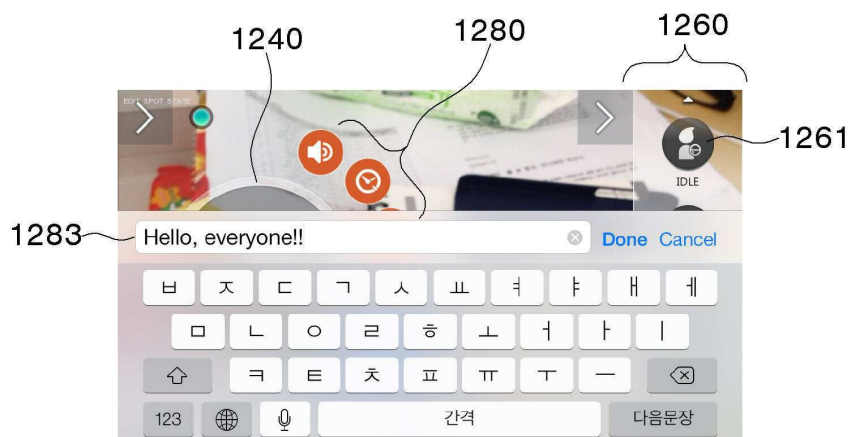 1240
1280
1260
EDIT SPOT STATE
1261
IDLE
1283
Hello, everyone!!
Done Cancel
ㅂ ㅈ ㄷ ㄱ ㅅ ㅛ ㅕ ㅑ ㅐ ㅔ
ㅁ ㄴ ㅇ ㄹ ㅎ ㅗ ㅓ ㅏ ㅣ
ㅋ ㅌ ㅊ ㅍ ㅠ ㅜ ㅡ
123 간격 다음문장